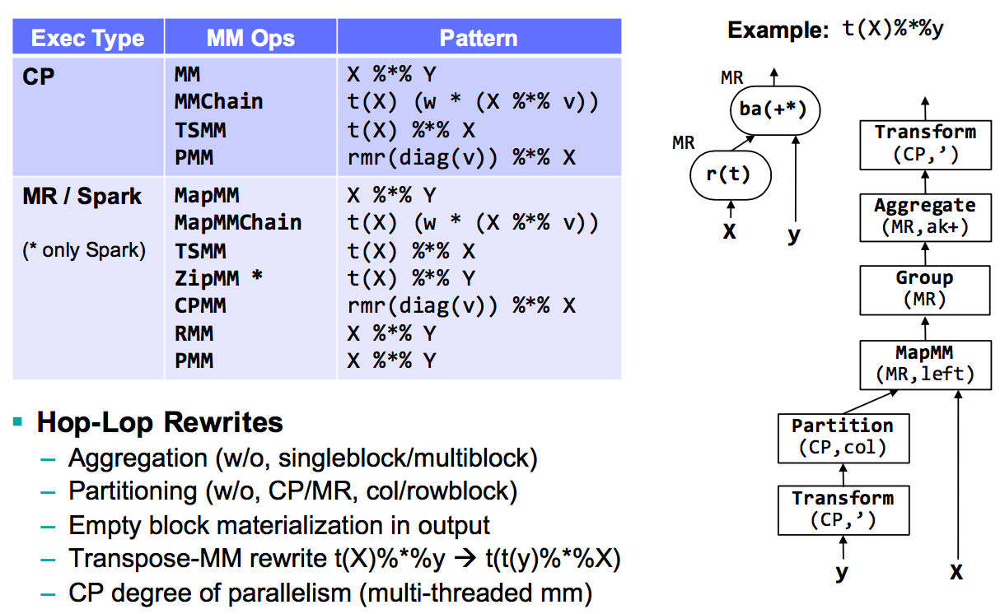 Exec Type MM Ops Pattern
CP MM X %*% Y
MMChain t(X) (w * (X %*% v))
TSMM t(X) %*% X
PMM rmr(diag(v)) %*% X
MR / Spark MapMM X %*% Y
MapMMChain t(X) (w * (X %*% v))
(* only Spark) TSMM t(X) %*% X
ZipMM * t(X) %*% Y
CPMM rmr(diag(v)) %*% X
RMM X %*% Y
PMM X %*% Y
▪ Hop-Lop Rewrites
– Aggregation (w/o, singleblock/multiblock)
– Partitioning (w/o, CP/MR, col/rowblock)
– Empty block materialization in output
– Transpose-MM rewrite t(X)%*%y → t(t(y)%*%X)
– CP degree of parallelism (multi-threaded mm)
Example: t(X)%*%y
MR
ba(+*)
MR
r(t)
X
y
Transform
(CP,’)
Aggregate
(MR,ak+)
Group
(MR)
MapMM
(MR,left)
Partition
(CP,col)
Transform
(CP,’)
y
X